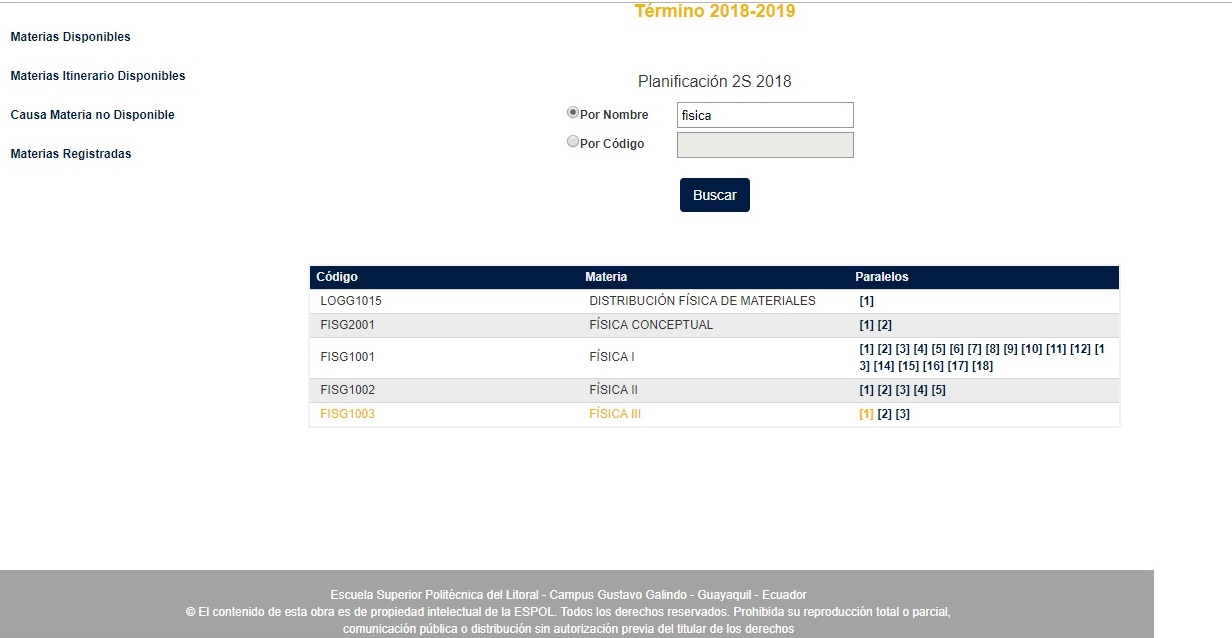 Término 2018-2019
Materias Disponibles
Materias Itinerario Disponibles
Causa Materia no Disponible
Materias Registradas
Planificación 2S 2018
Por Nombre fisica
Por Código
Buscar
Código Materia Paralelos
LOGG1015 DISTRIBUCIÓN FÍSICA DE MATERIALES [1]
FISG2001 FÍSICA CONCEPTUAL [1] [2]
FISG1001 FÍSICA I [1] [2] [3] [4] [5] [6] [7] [8] [9] [10] [11] [12] [1
3] [14] [15] [16] [17] [18]
FISG1002 FÍSICA II [1] [2] [3] [4] [5]
FISG1003 FÍSICA III [1] [2] [3]
Escuela Superior Politécnica del Litoral - Campus Gustavo Galindo - Guayaquil - Ecuador
© El contenido de esta obra es de propiedad intelectual de la ESPOL. Todos los derechos reservados. Prohibida su reproducción total o parcial,
comunicación pública o distribución sin autorización previa del titular de los derechos